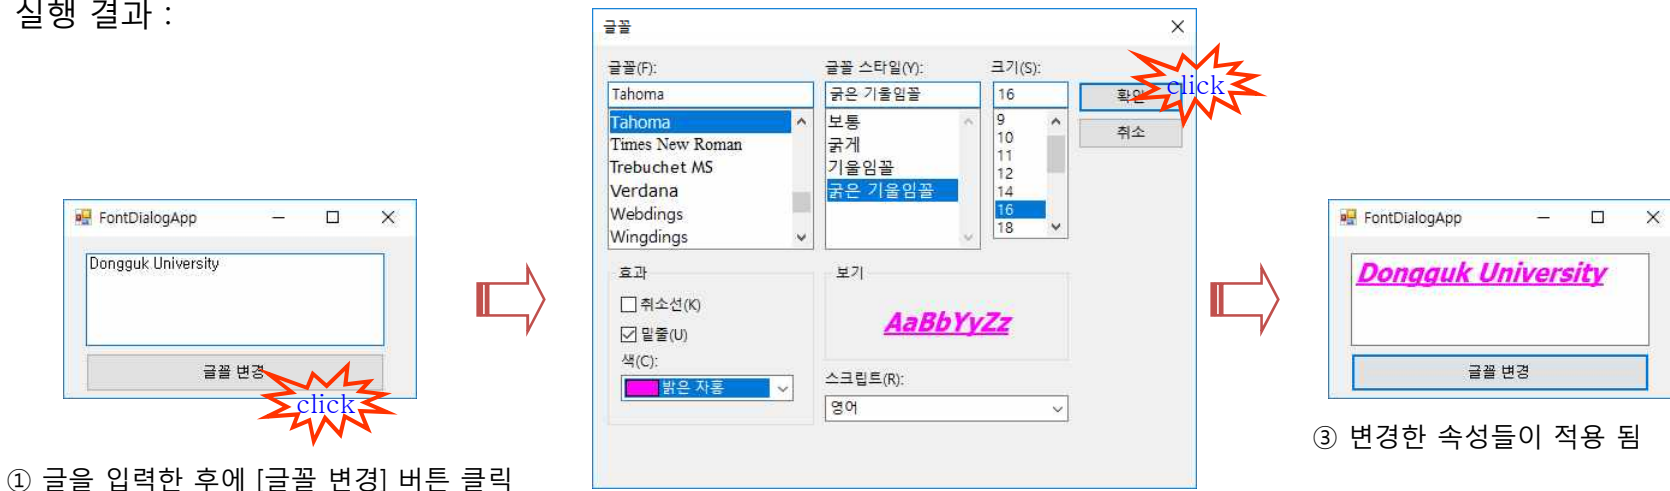 실행 결과 :
FontDialogApp
Dongguk University
글꼴 변경
click
① 글을 입력한 후에 [글꼴 변경] 버튼 클릭
글꼴
글꼴(F):
Tahoma
Tahoma
Times New Roman
Trebuchet MS
Verdana
Webdings
Wingdings
글꼴 스타일(Y):
굵은 기울임꼴
보통
굵게
기울임꼴
굵은 기울임꼴
크기(S):
16
9
10
11
12
14
16
18
확인
click
취소
효과
취소선(K)
밑줄(U)
색(C):
밝은 자홍
보기
AaBbYyZz
스크립트(R):
영어
FontDialogApp
Dongguk University
글꼴 변경
③ 변경한 속성들이 적용 됨